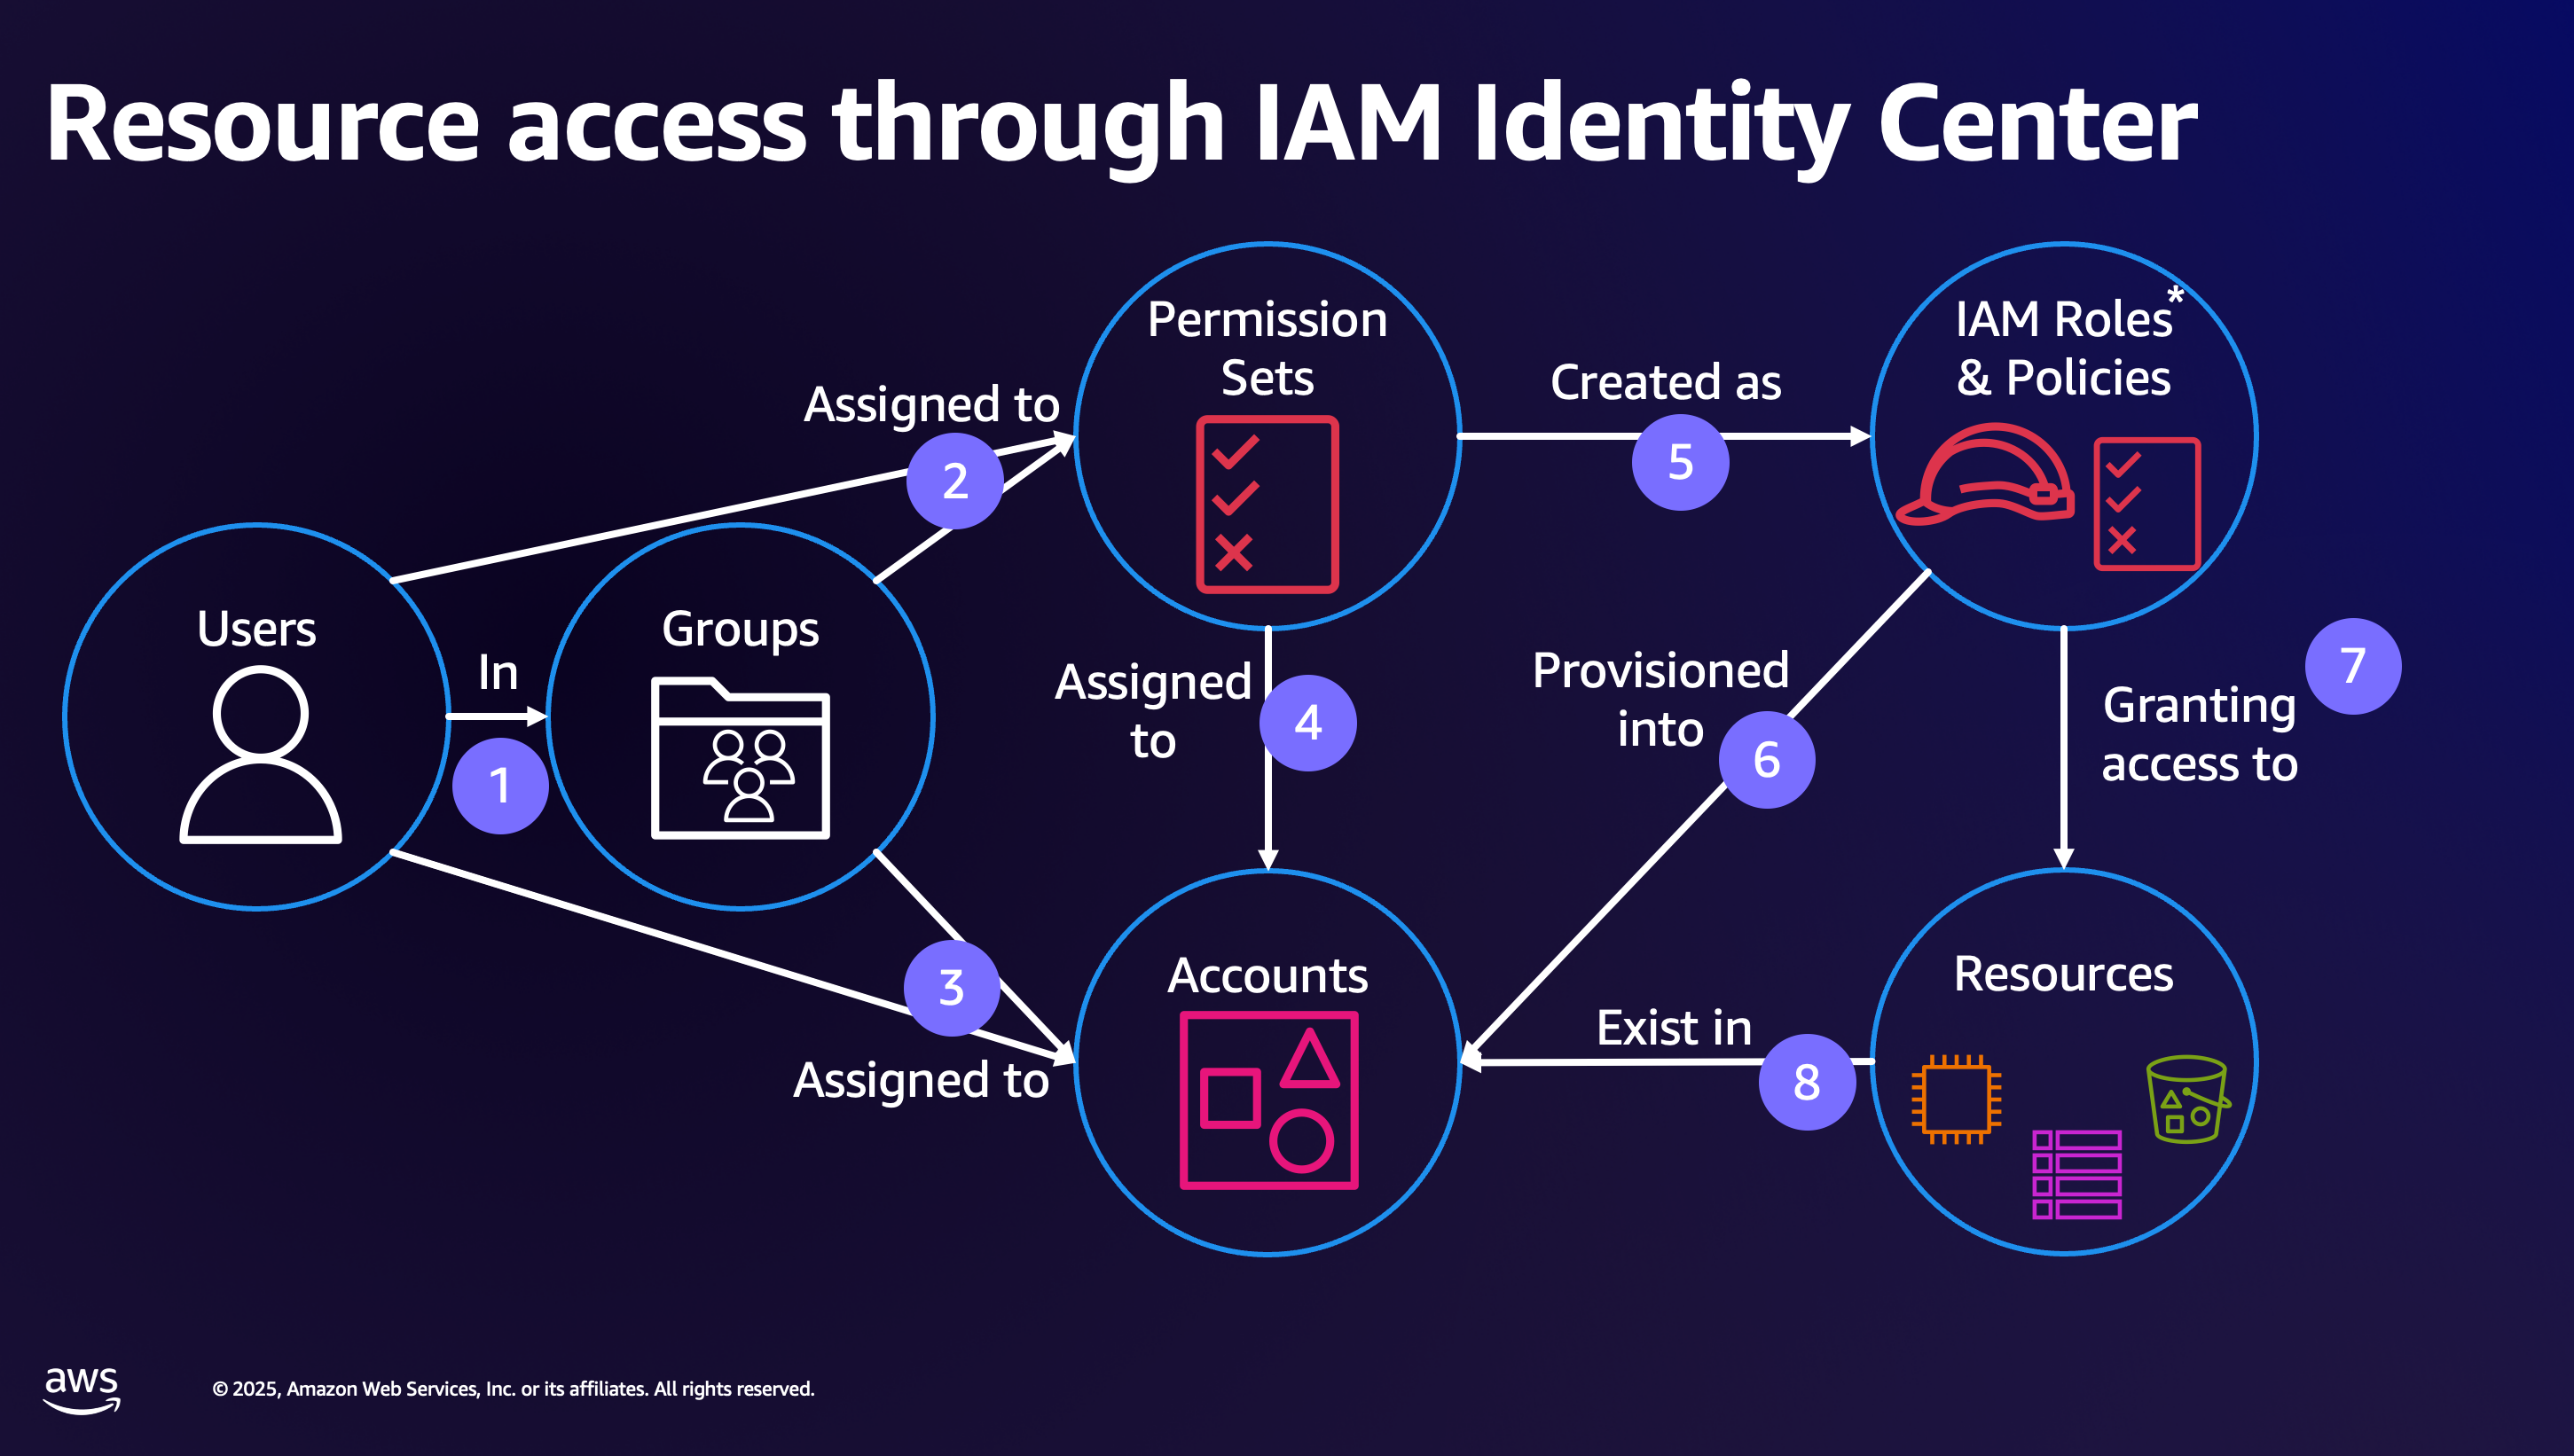 Resource access through IAM Identity Center
Permission
Sets
IAM Roles*
& Policies
Assigned to
2
Created as
5
Users
In
1
Groups
Assigned
to
4
Provisioned
into
6
7
Granting
access to
3
Assigned to
Accounts
Exist in
8
Resources
aws
© 2025, Amazon Web Services, Inc. or its affiliates. All rights reserved.